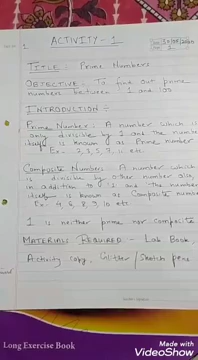 1
ACTIVITY - 1
1
TITLE : Prime Numbers
OBJECTIVE : To find out prime
numbers between 1 and 100
INTRODUCTION :-
Prime Number : A number which is
only divisible by 1 and the number
itself is known as Prime number
Ex - 2, 3, 5, 7, 11 etc
Composite Number : A number which
is divisible by other number also,
in addition to 1 and the number
itself is known as Composite number
Ex - 4, 6, 8, 9, 10 etc
1 is neither prime nor composite
MATERIALS REQUIRED - Lab Book,
Activity Copy, Glitter / Sketch pens
Long Exercise Book
Made with
VideoShow